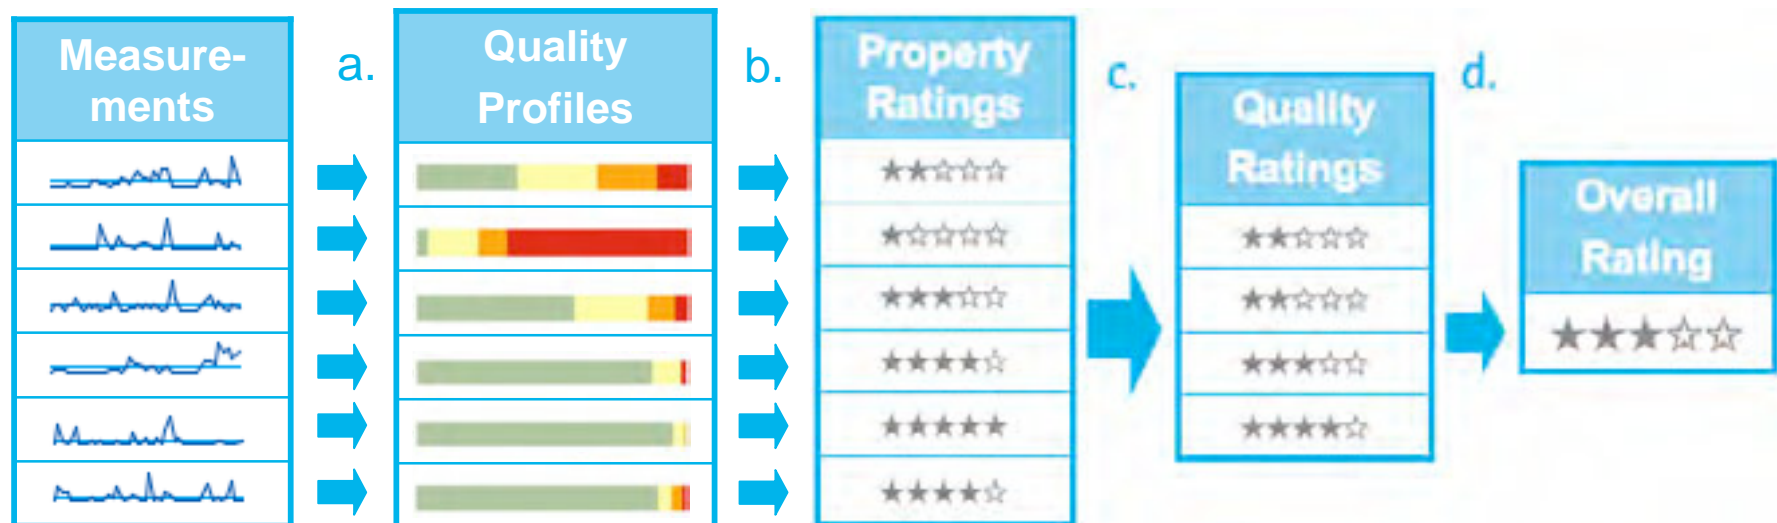 Measure-
ments
a.
Quality
Profiles
b.
Property
Ratings
c.
Quality
Ratings
d.
Overall
Rating